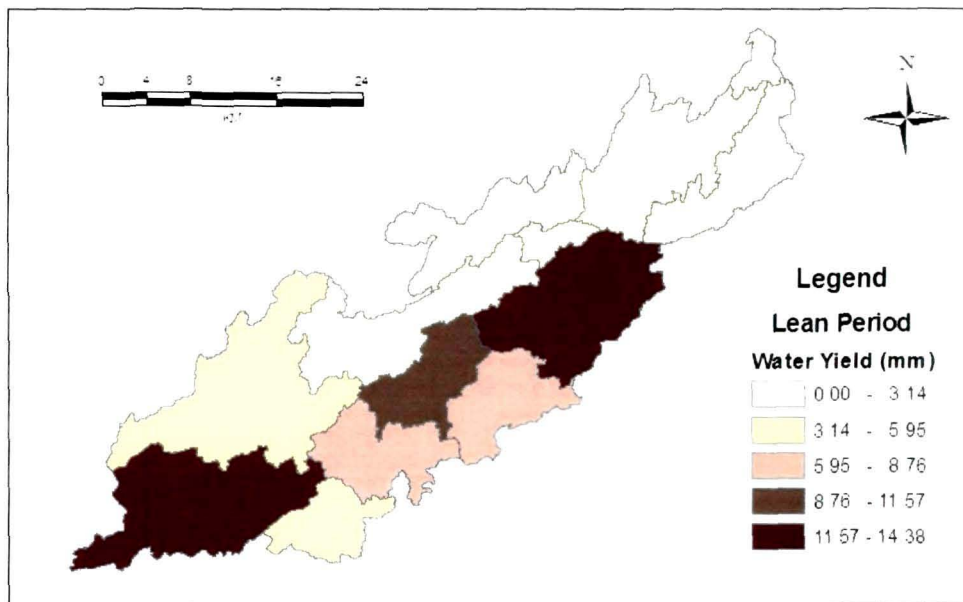 0 4 8 16 24
N
Legend
Lean Period
Water Yield (mm)
0 00 - 3 14
3 14 - 5 95
5 95 - 8 76
8 76 - 11 57
11 57 - 14 38